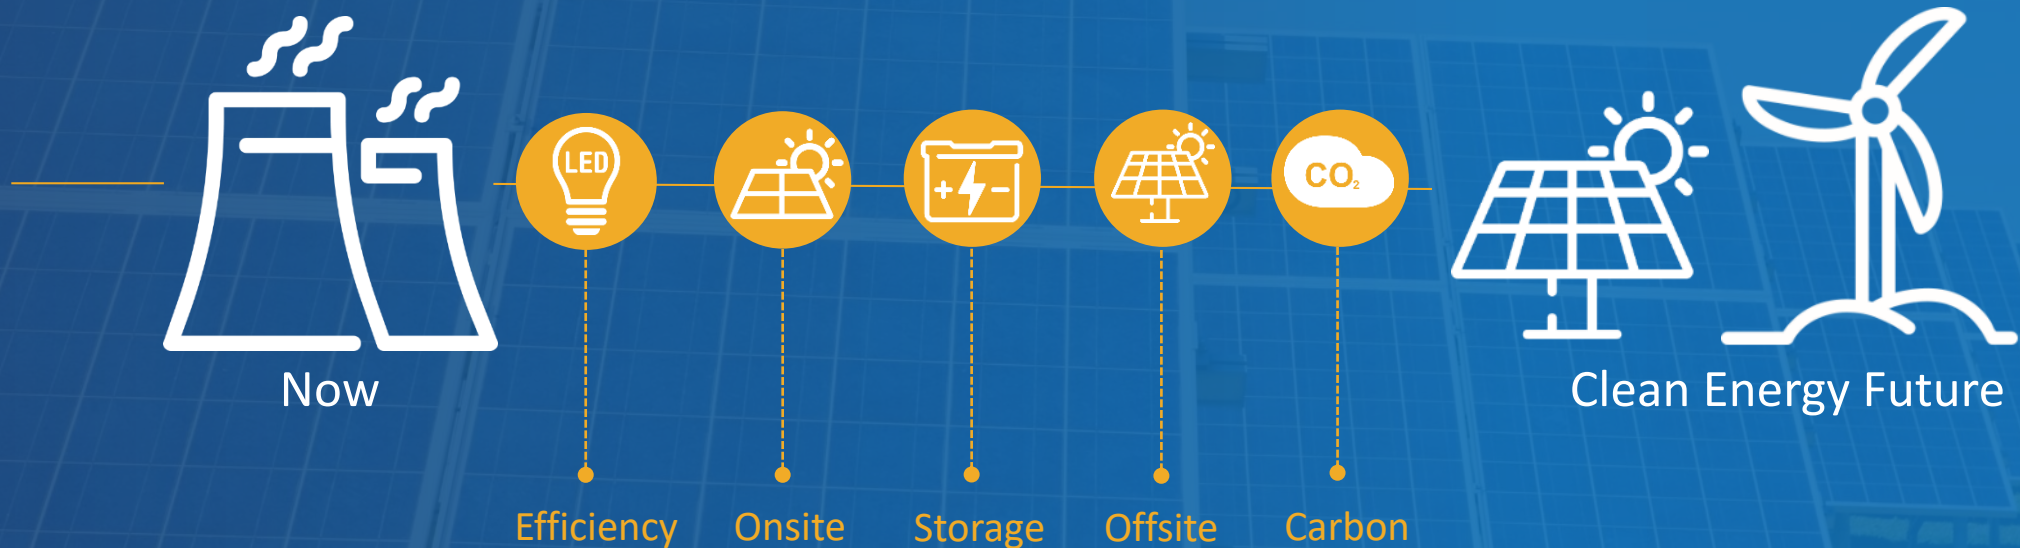 LED
CO₂
Now
Clean Energy Future
Efficiency Onsite Storage Offsite Carbon